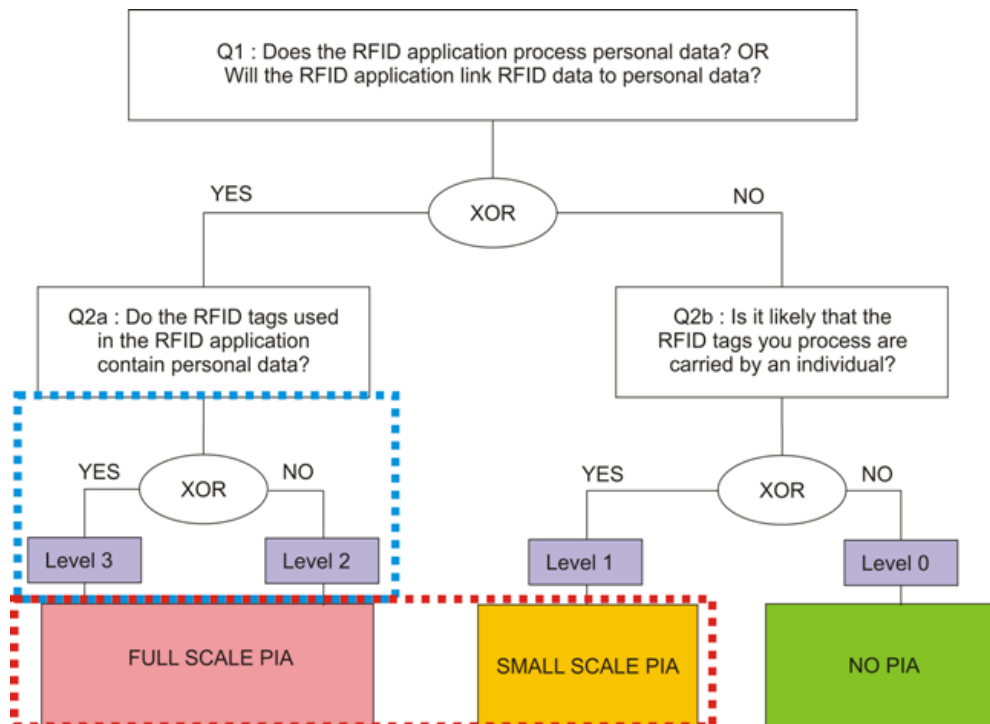 Q1 : Does the RFID application process personal data? OR
Will the RFID application link RFID data to personal data?
YES
XOR
NO
Q2a : Do the RFID tags used
in the RFID application
contain personal data?
Q2b : Is it likely that the
RFID tags you process are
carried by an individual?
YES
XOR
NO
YES
XOR
NO
Level 3
Level 2
Level 1
Level 0
FULL SCALE PIA
SMALL SCALE PIA
NO PIA